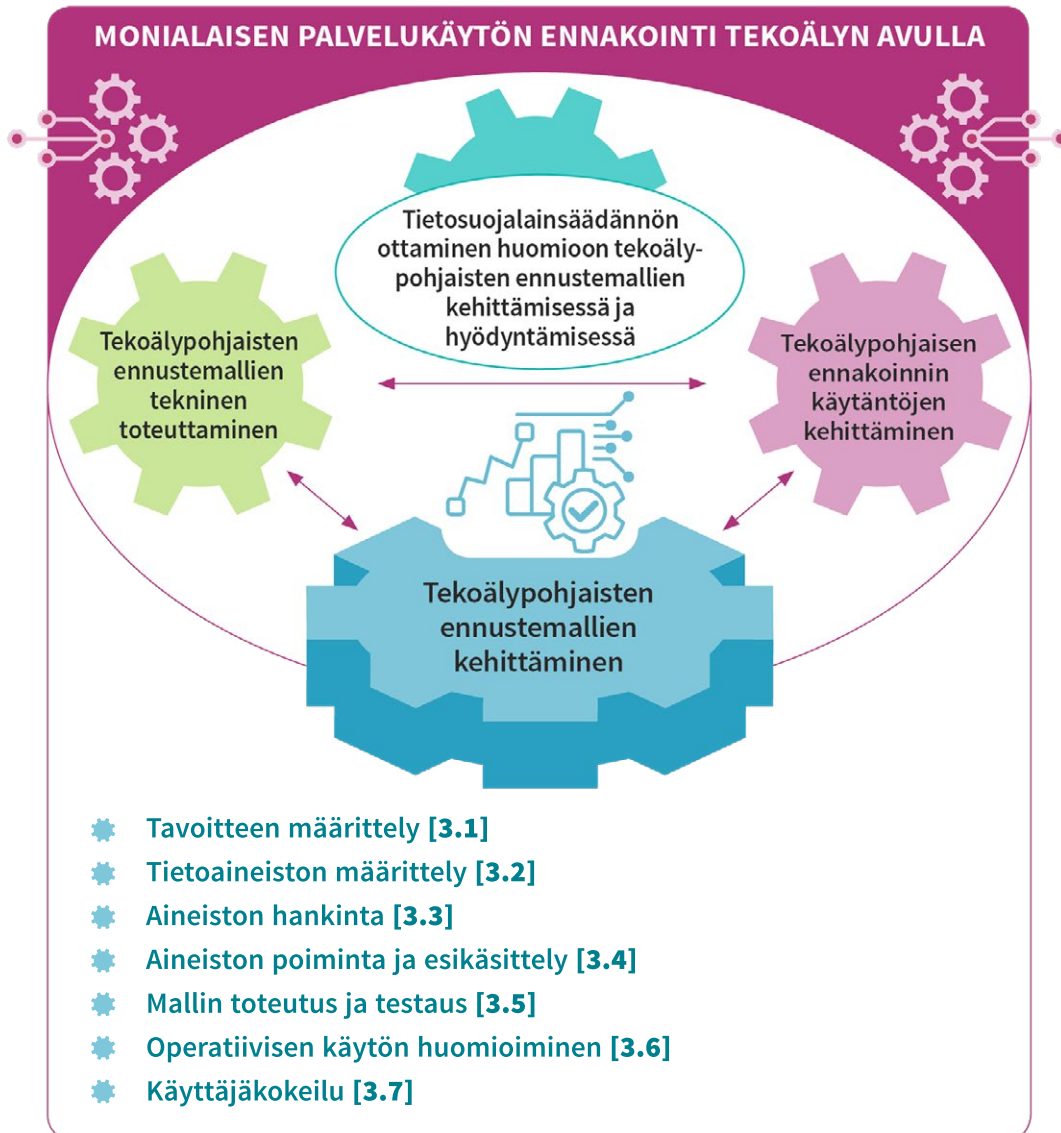 MONIALAISEN PALVELUKÄYTÖN ENNAKOINTI TEKOÄLYN AVULLA
Tietosuojalainsäädännön
ottaminen huomioon tekoäly-
pohjaisten ennustemallien
kehittämisessä ja
hyödyntämisessä
Tekoälypohjaisten
ennustemallien
tekninen
toteuttaminen
Tekoälypohjaisen
ennakoinnin
käytäntöjen
kehittäminen
Tekoälypohjaisten
ennustemallien
kehittäminen
Tavoitteen määrittely [3.1]
Tietoaineiston määrittely [3.2]
Aineiston hankinta [3.3]
Aineiston poiminta ja esikäsittely [3.4]
Mallin toteutus ja testaus [3.5]
Operatiivisen käytön huomioiminen [3.6]
Käyttäjäkokeilu [3.7]